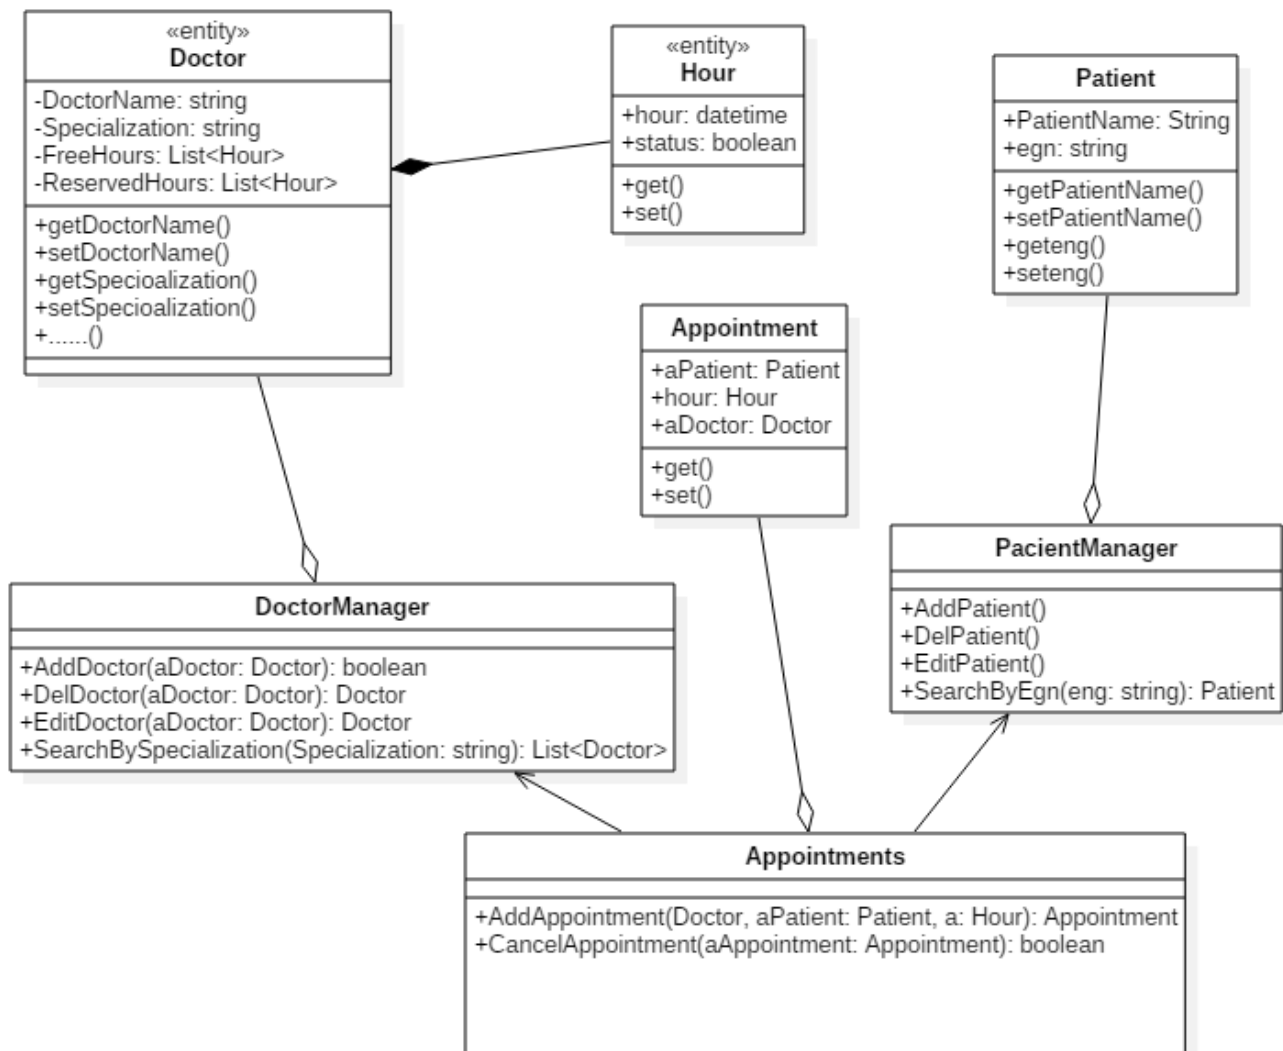 «entity»
Doctor
-DoctorName: string
-Specialization: string
-FreeHours: List<Hour>
-ReservedHours: List<Hour>
+getDoctorName()
+setDoctorName()
+getSpecioalization()
+setSpecioalization()
+......()
«entity»
Hour
+hour: datetime
+status: boolean
+get()
+set()
Patient
+PatientName: String
+egn: string
+getPatientName()
+setPatientName()
+geteng()
+seteng()
Appointment
+aPatient: Patient
+hour: Hour
+aDoctor: Doctor
+get()
+set()
PacientManager
+AddPatient()
+DelPatient()
+EditPatient()
+SearchByEgn(eng: string): Patient
DoctorManager
+AddDoctor(aDoctor: Doctor): boolean
+DelDoctor(aDoctor: Doctor): Doctor
+EditDoctor(aDoctor: Doctor): Doctor
+SearchBySpecialization(Specialization: string): List<Doctor>
Appointments
+AddAppointment(Doctor, aPatient: Patient, a: Hour): Appointment
+CancelAppointment(aAppointment: Appointment): boolean